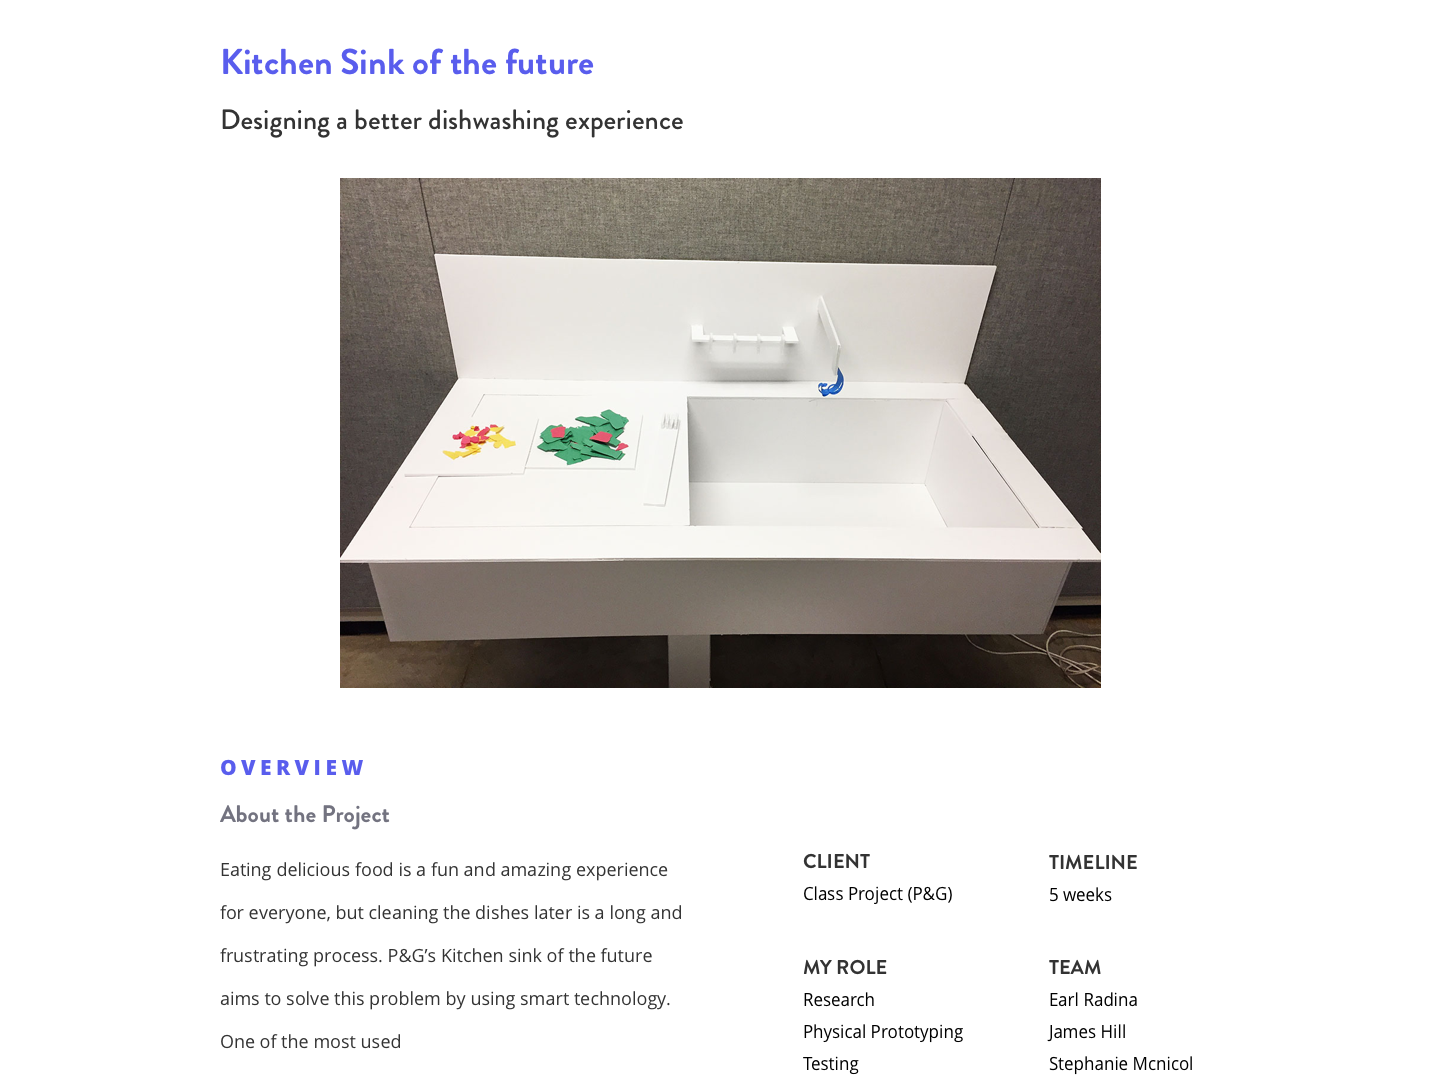 Kitchen Sink of the future
Designing a better dishwashing experience
OVERVIEW
About the Project
Eating delicious food is a fun and amazing experience
for everyone, but cleaning the dishes later is a long and
frustrating process. P&G’s Kitchen sink of the future
aims to solve this problem by using smart technology.
One of the most used
CLIENT
Class Project (P&G)
TIMELINE
5 weeks
MY ROLE
Research
Physical Prototyping
Testing
TEAM
Earl Radina
James Hill
Stephanie Mcnicol